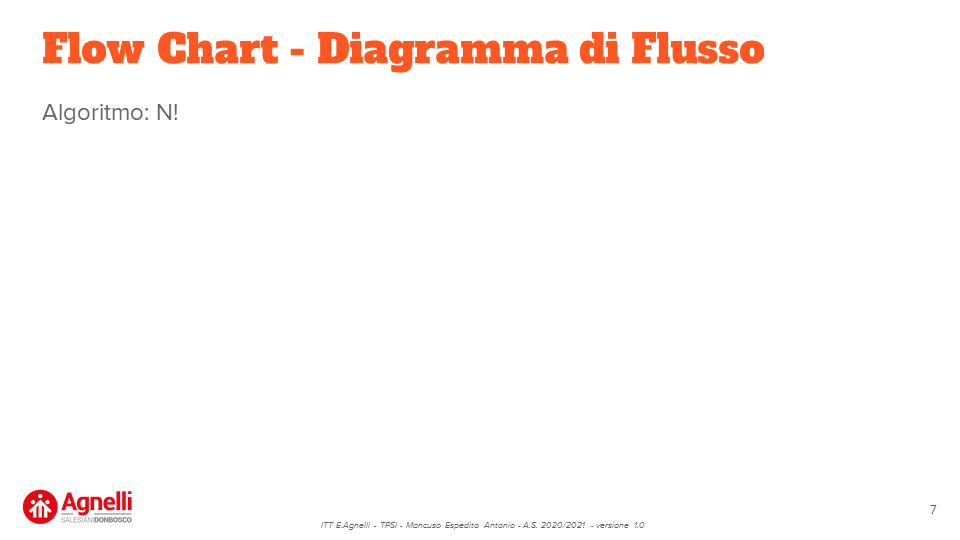 Flow Chart - Diagramma di Flusso
Algoritmo: N!
Agnelli
SALESIANIDONBOSCO
ITT E.Agnelli - TPSI - Mancuso Espedito Antonio - A.S. 2020/2021 - versione 1.0
7